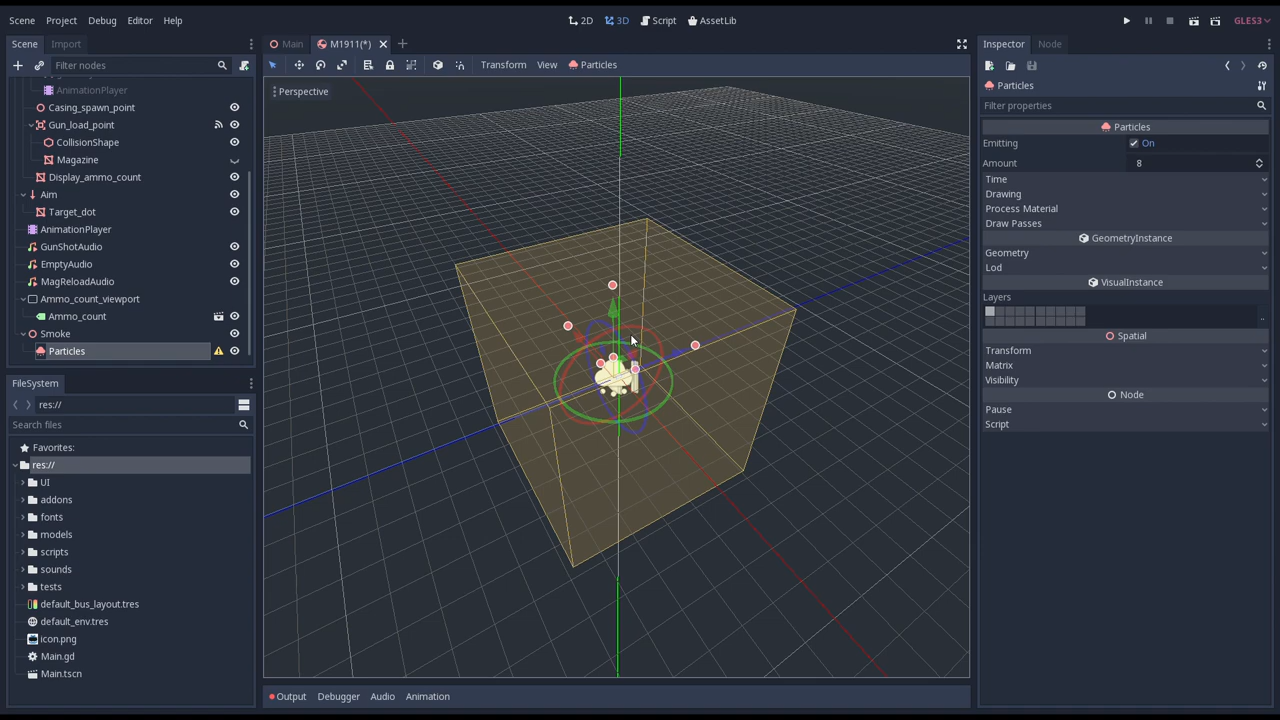 Scene Project Debug Editor Help
2D 3D Script AssetLib
GLES3
Scene Import
Filter nodes
AnimationPlayer
Casing_spawn_point
Gun_load_point
CollisionShape
Magazine
Display_ammo_count
Aim
Target_dot
AnimationPlayer
GunShotAudio
EmptyAudio
MagReloadAudio
Ammo_count_viewport
Ammo_count
Smoke
Particles
FileSystem
res://
Search files
Favorites:
res://
UI
addons
fonts
models
scripts
sounds
tests
default_bus_layout.tres
default_env.tres
icon.png
Main.gd
Main.tscn
Main M1911(*)
Transform View Particles
Perspective
Output Debugger Audio Animation
Inspector Node
Particles
Filter properties
Particles
Emitting On
Amount 8
Time
Drawing
Process Material
Draw Passes
GeometryInstance
Geometry
Lod
VisualInstance
Layers
..
Spatial
Transform
Matrix
Visibility
Node
Pause
Script